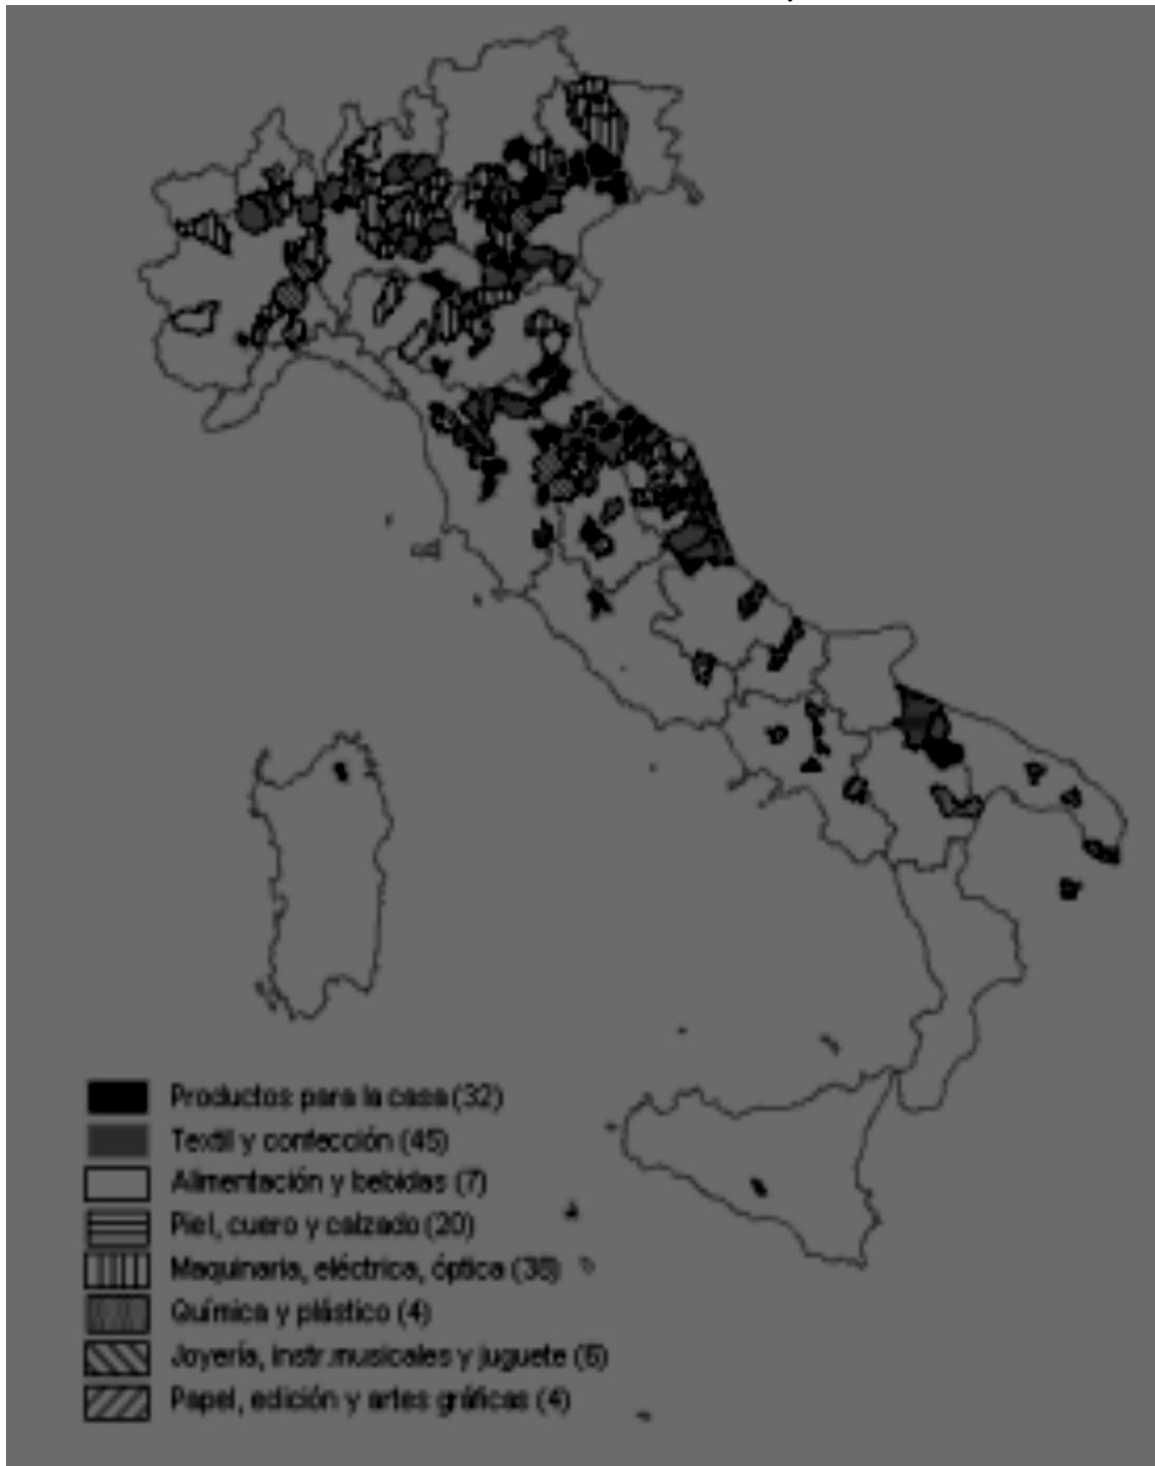 Productos para la casa (32)
Textil y confección (45)
Alimentación y bebidas (7)
Piel, cuero y calzado (20)
Maquinaria, eléctrica, óptica (38)
Química y plástico (4)
Joyería, instr.musicales y juguete (6)
Papel, edición y artes gráficas (4)